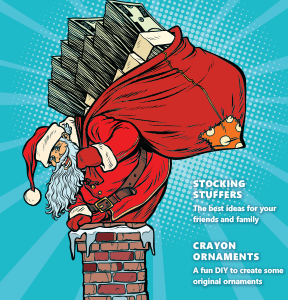 STOCKING
STUFFERS
The best ideas for your
friends and family
CRAYON
ORNAMENTS
A fun DIY to create some
original ornaments